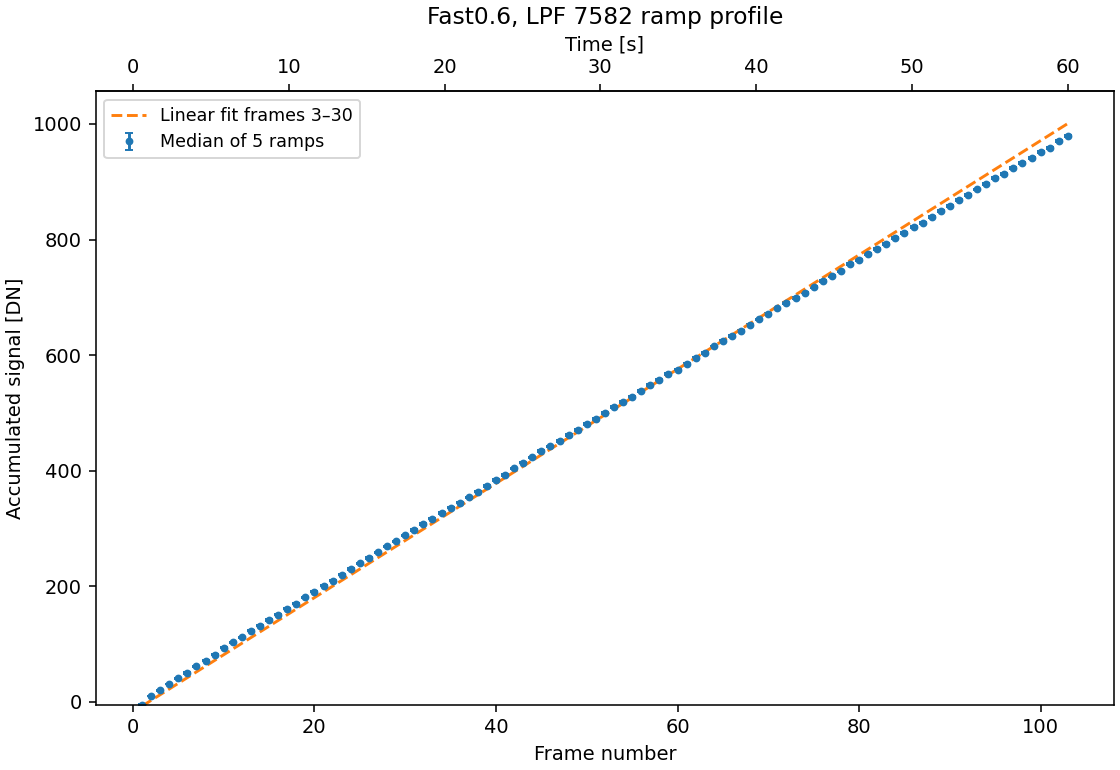 Fast0.6, LPF 7582 ramp profile
Time [s]
0 10 20 30 40 50 60
Linear fit frames 3–30
Median of 5 ramps
1000
800
600
400
200
0
Accumulated signal [DN]
0 20 40 60 80 100
Frame number